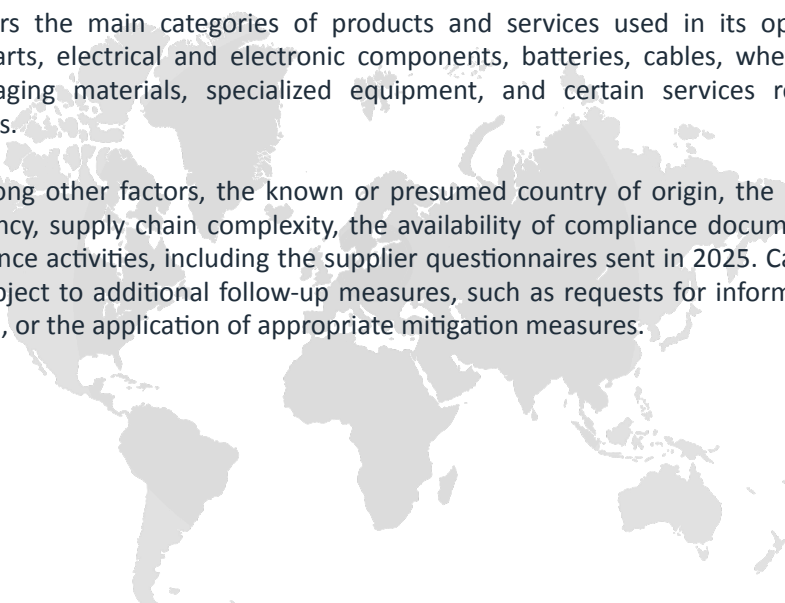 rs the main categories of products and services used in its op
arts, electrical and electronic components, batteries, cables, whe
aging materials, specialized equipment, and certain services r
s.
ong other factors, the known or presumed country of origin, the
ncy, supply chain complexity, the availability of compliance docum
nce activities, including the supplier questionnaires sent in 2025. Ca
bject to additional follow-up measures, such as requests for inform
, or the application of appropriate mitigation measures.